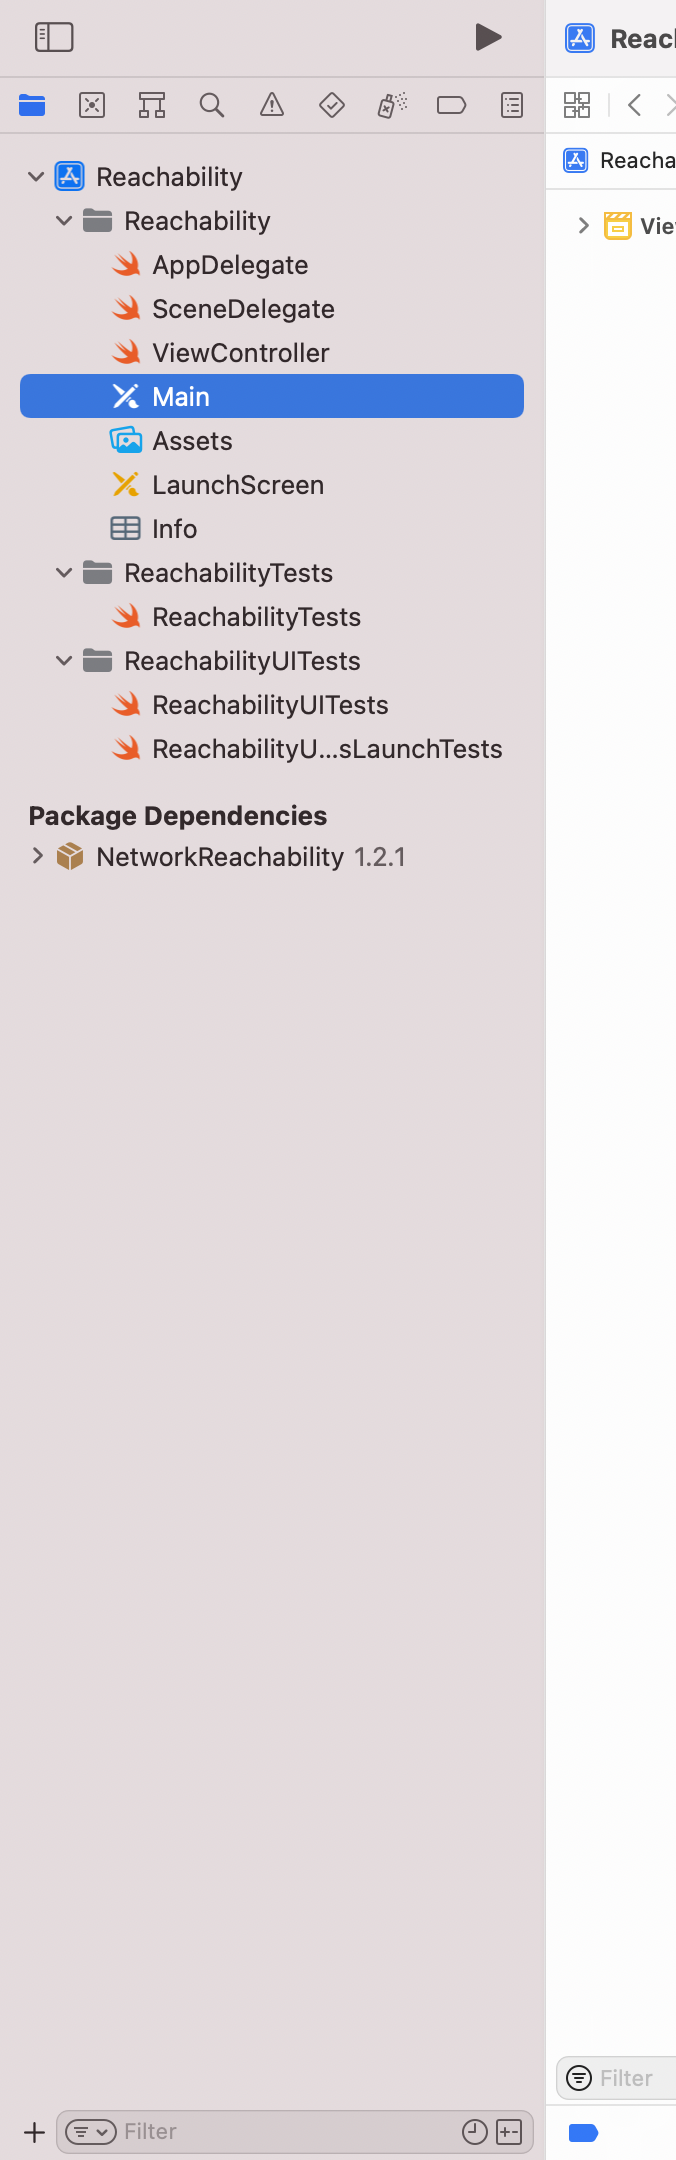 Reachability
Reachability
AppDelegate
SceneDelegate
ViewController
Main
Assets
LaunchScreen
Info
ReachabilityTests
ReachabilityTests
ReachabilityUITests
ReachabilityUITests
ReachabilityU...sLaunchTests
Package Dependencies
NetworkReachability 1.2.1
Filter
Reac
Reacha
Vie
Filter